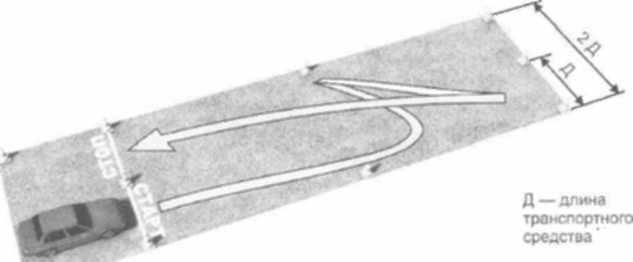 2Д
Д
СТОП
СТАРТ
Д — длина
транспортного
средства